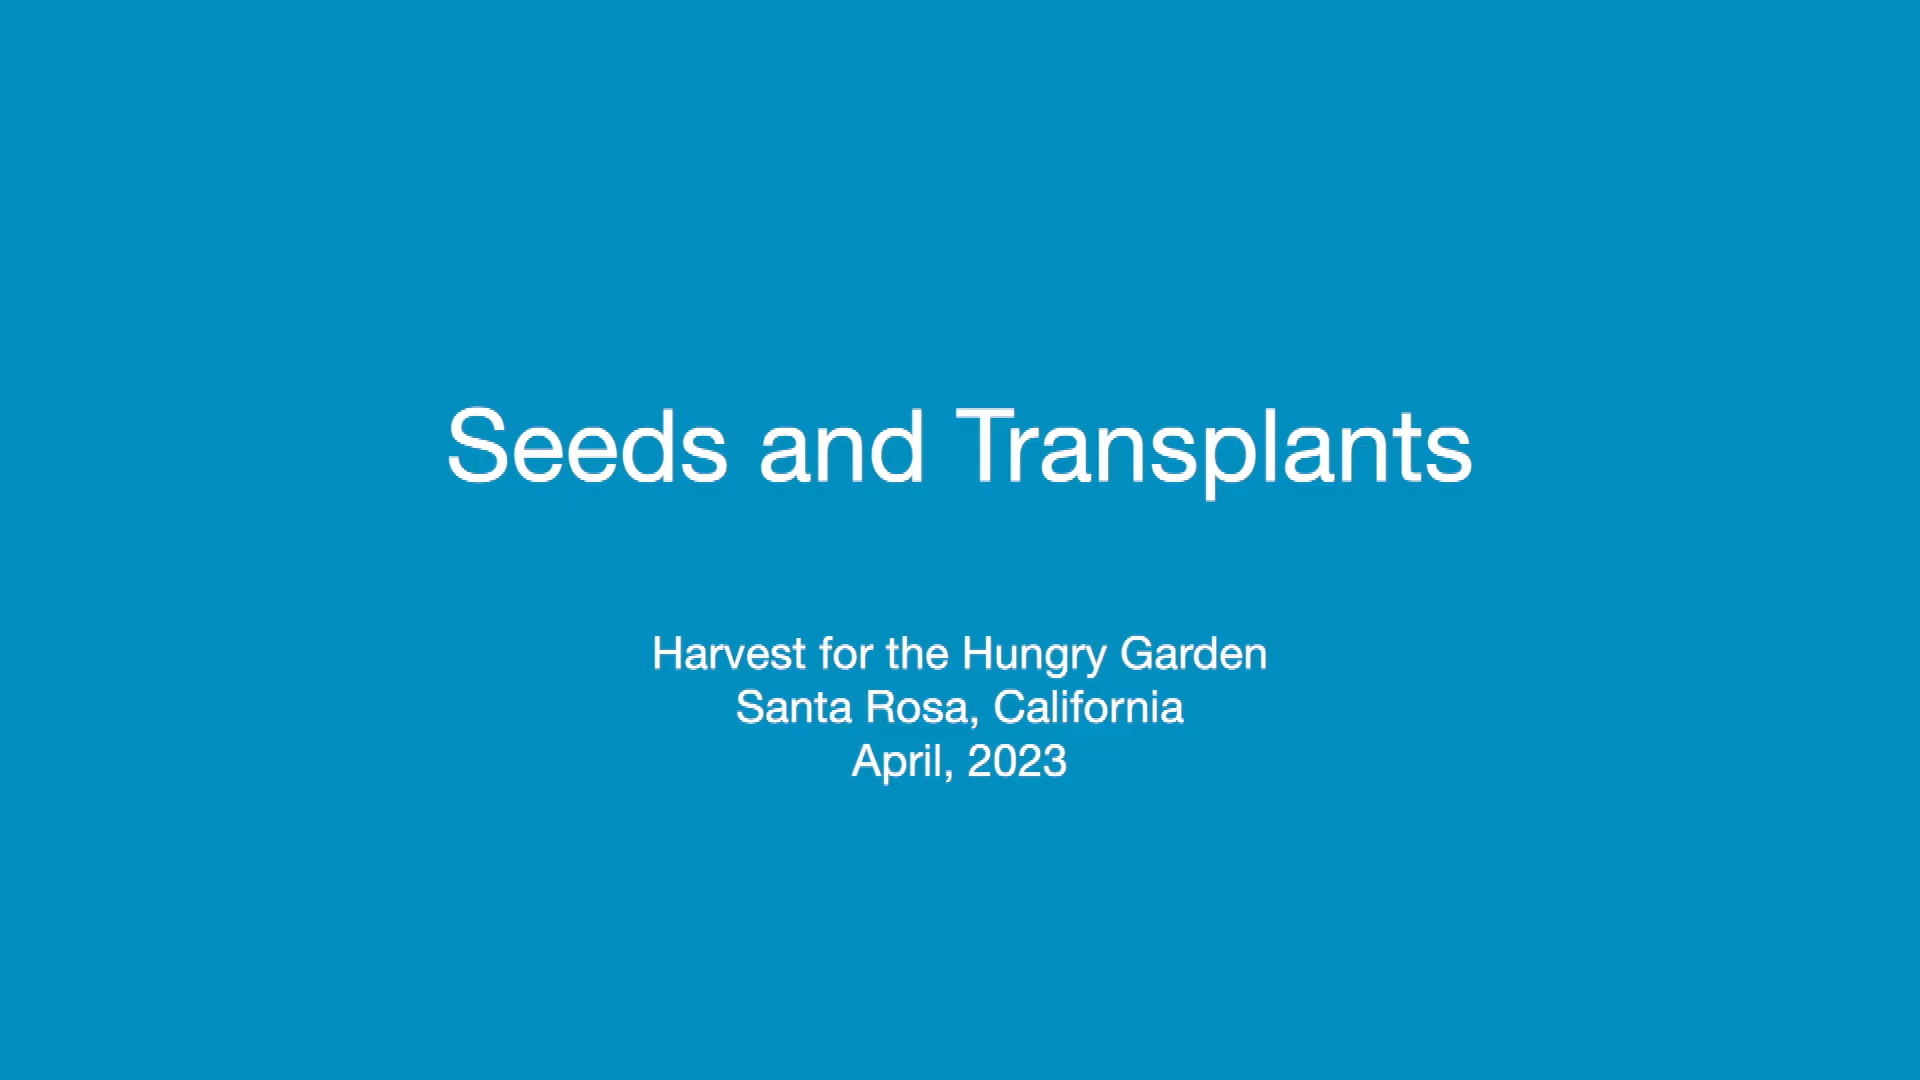 Seeds and Transplants
Harvest for the Hungry Garden
Santa Rosa, California
April, 2023